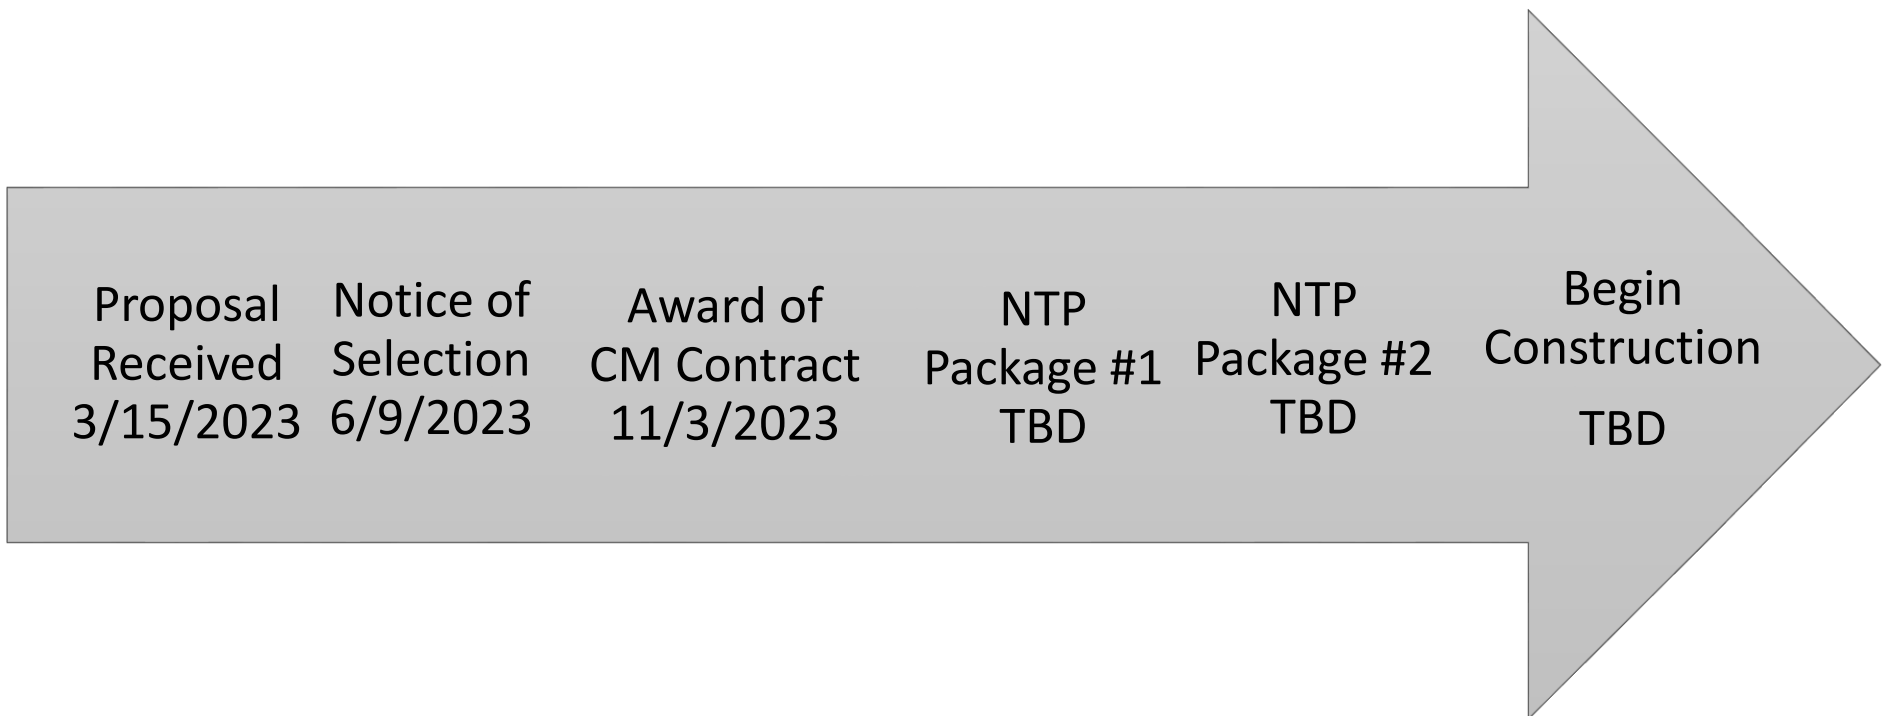 Proposal
Received
3/15/2023
Notice of
Selection
6/9/2023
Award of
CM Contract
11/3/2023
NTP
Package #1
TBD
NTP
Package #2
TBD
Begin
Construction
TBD